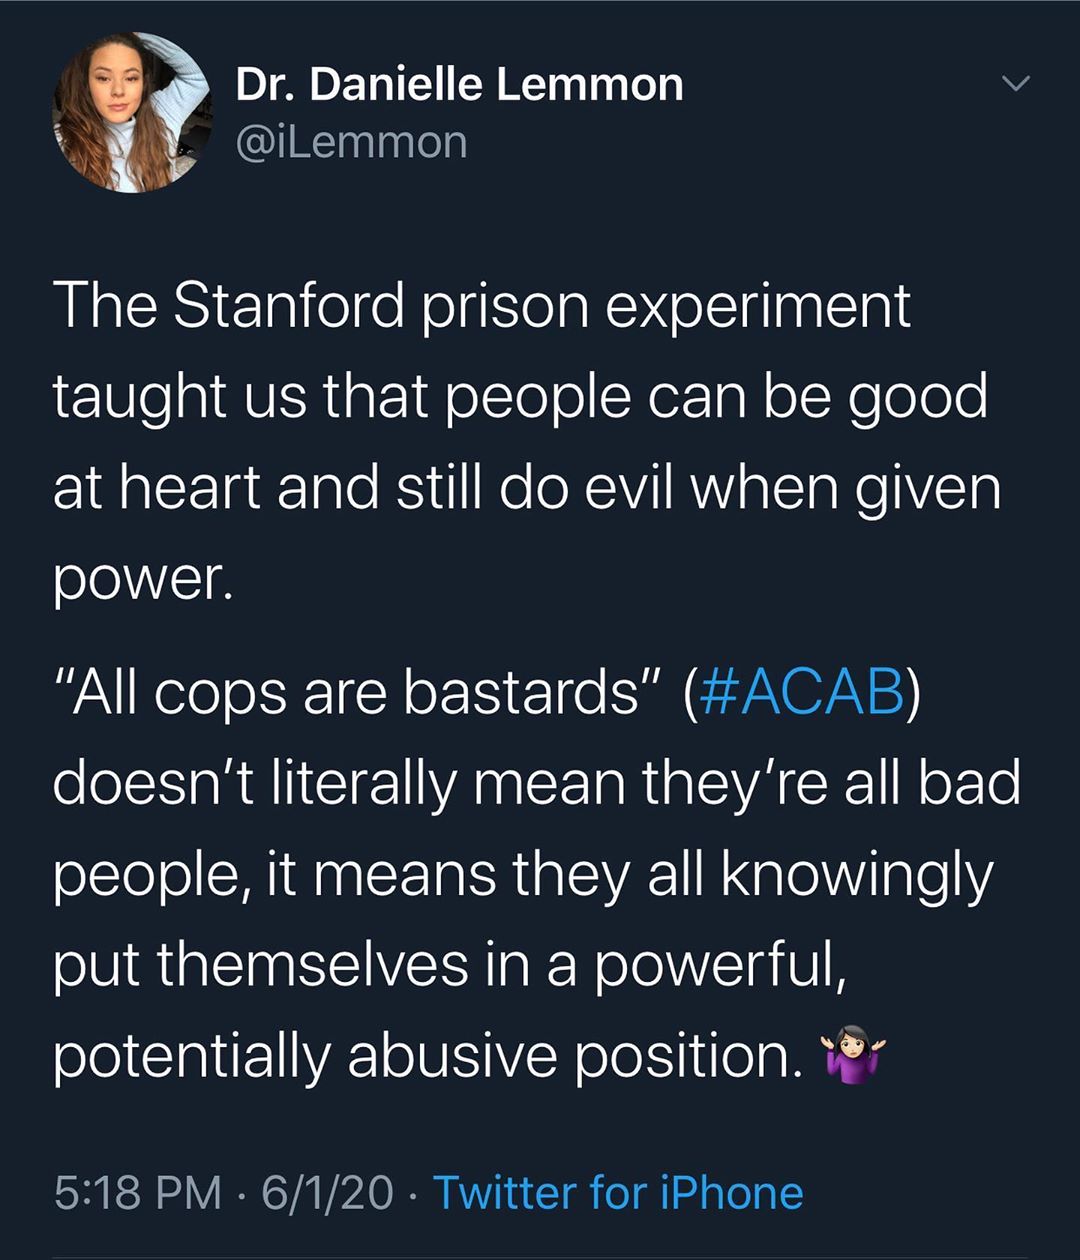 Dr. Danielle Lemmon
@iLemmon
The Stanford prison experiment
taught us that people can be good
at heart and still do evil when given
power.
"All cops are bastards" (#ACAB)
doesn't literally mean they're all bad
people, it means they all knowingly
put themselves in a powerful,
potentially abusive position. 🤷🏻‍♀️
5:18 PM · 6/1/20 · Twitter for iPhone